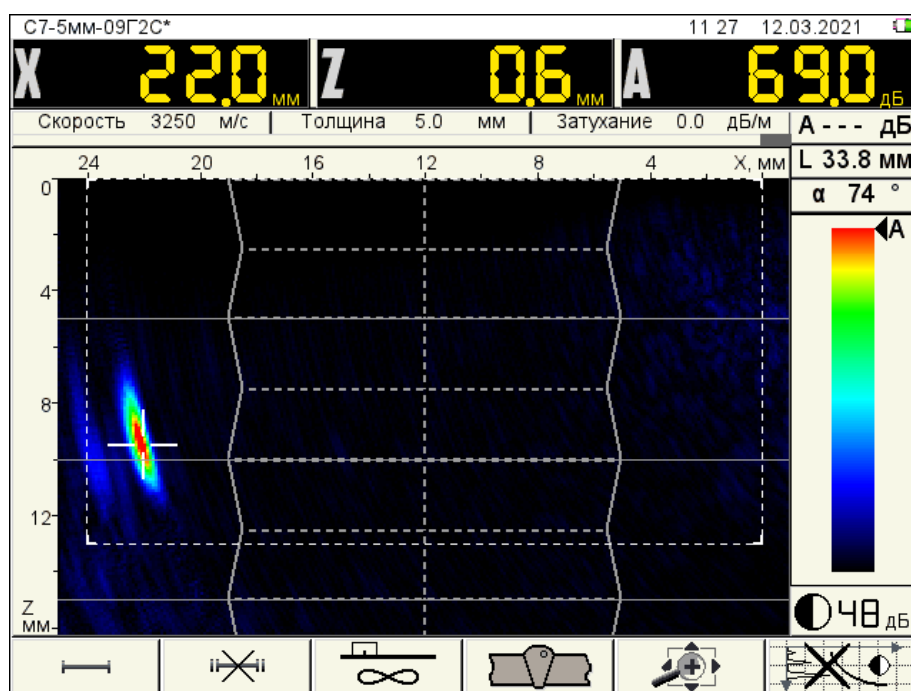 С7-5мм-09Г2С* 11 27 12.03.2021
X 22.0 мм Z 0.6 мм A 69.0 дБ
Скорость 3250 м/с Толщина 5.0 мм Затухание 0.0 дБ/м
A - - - дБ
L 33.8 мм
α 74 °
24 20 16 12 8 4 X, мм
0
4
8
12
Z
мм
A
48 дБ